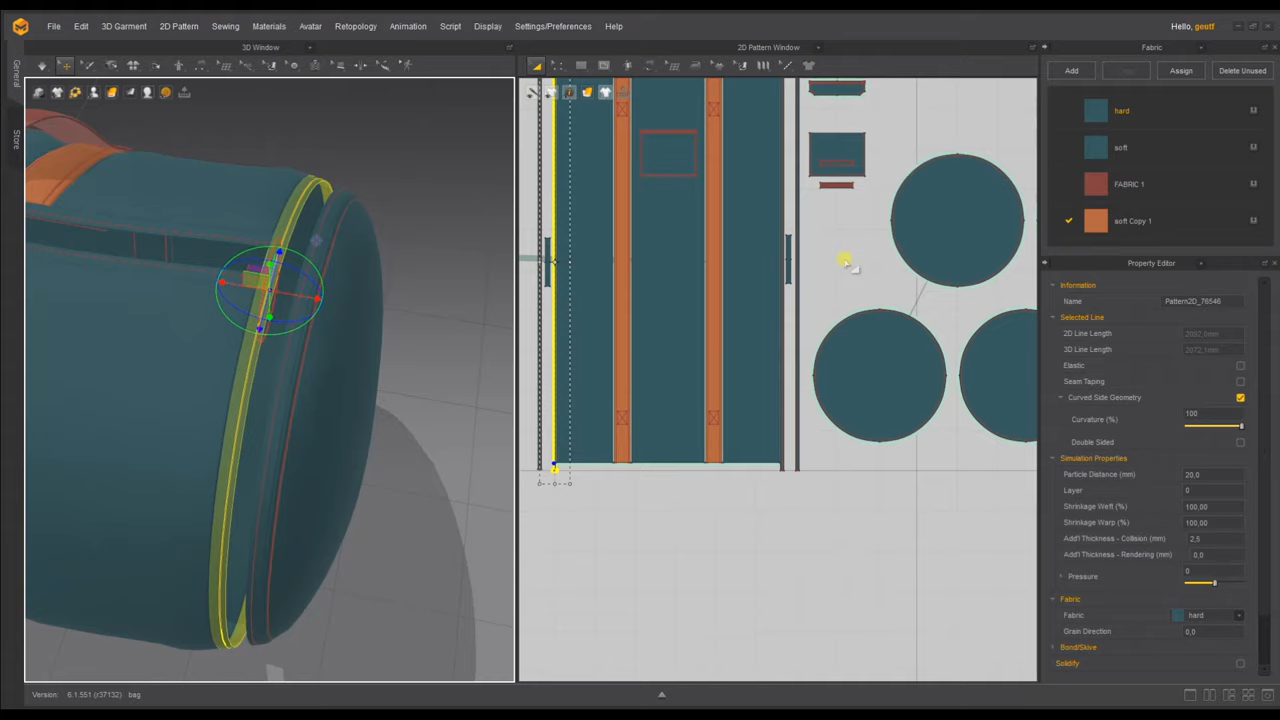 File Edit 3D Garment 2D Pattern Sewing Materials Avatar Retopology Animation Script Display Settings/Preferences Help
Hello, geutf
3D Window
2D Pattern Window
Fabric
General
Store
Add
Assign
Delete Unused
hard
soft
FABRIC 1
soft Copy 1
Property Editor
Information
Name Pattern2D_76546
Selected Line
2D Line Length
3D Line Length 2072,1mm
Elastic
Seam Taping
Curved Side Geometry
Curvature (%) 100
Double Sided
Simulation Properties
Particle Distance (mm) 20,0
Layer 0
Shrinkage Weft (%) 100,00
Shrinkage Warp (%) 100,00
Add'l Thickness - Collision (mm) 2,5
Add'l Thickness - Rendering (mm) 0,0
Pressure 0
Fabric
Fabric hard
Grain Direction 0,0
Bond/Skive
Solidify
Version: 6.1.551 (r37132) bag